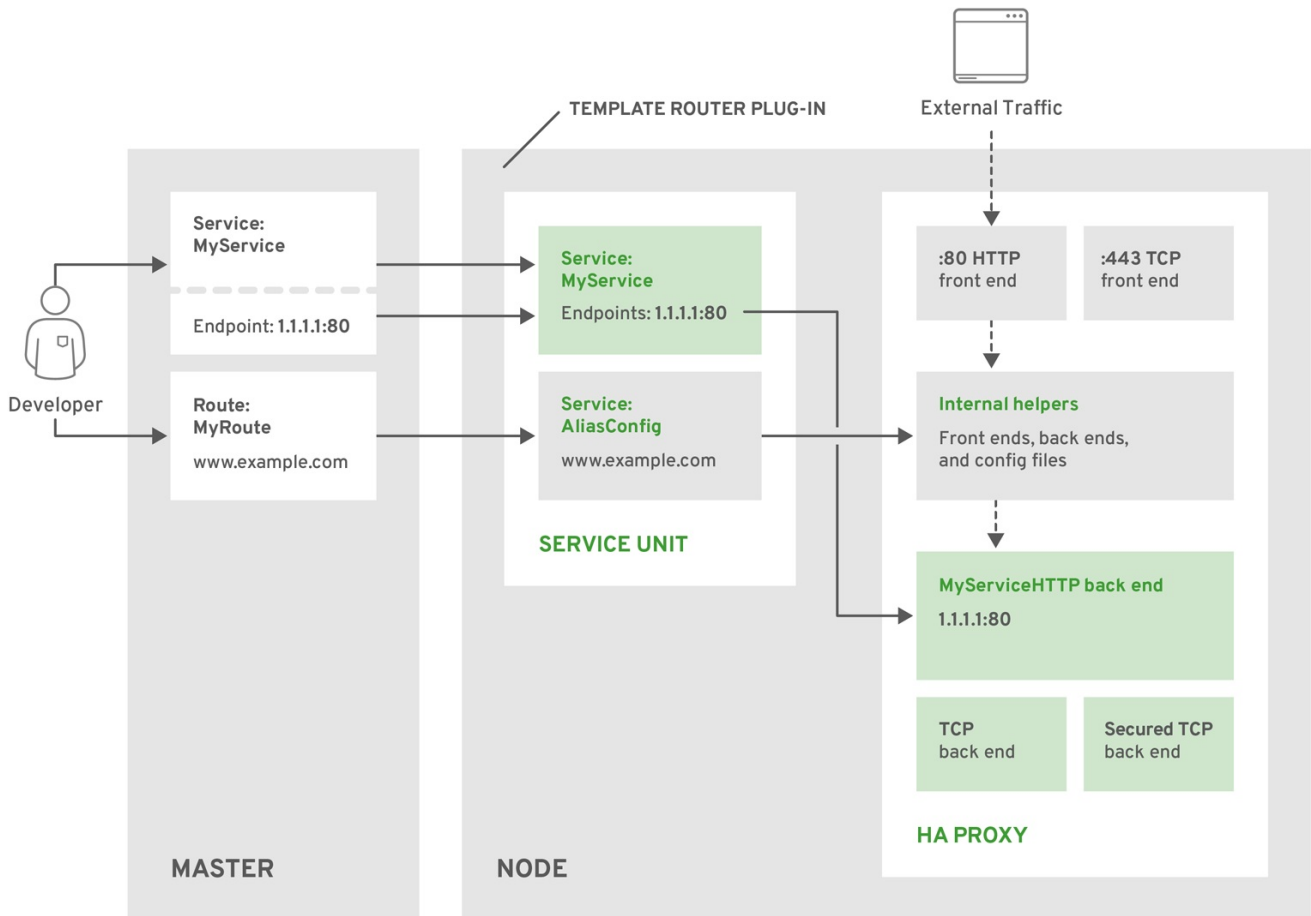 TEMPLATE ROUTER PLUG-IN
External Traffic
Developer
Service:
MyService
Endpoint: 1.1.1.1:80
Route:
MyRoute
www.example.com
MASTER
Service:
MyService
Endpoints: 1.1.1.1:80
Service:
AliasConfig
www.example.com
SERVICE UNIT
NODE
:80 HTTP
front end
:443 TCP
front end
Internal helpers
Front ends, back ends,
and config files
MyServiceHTTP back end
1.1.1.1:80
TCP
back end
Secured TCP
back end
HA PROXY